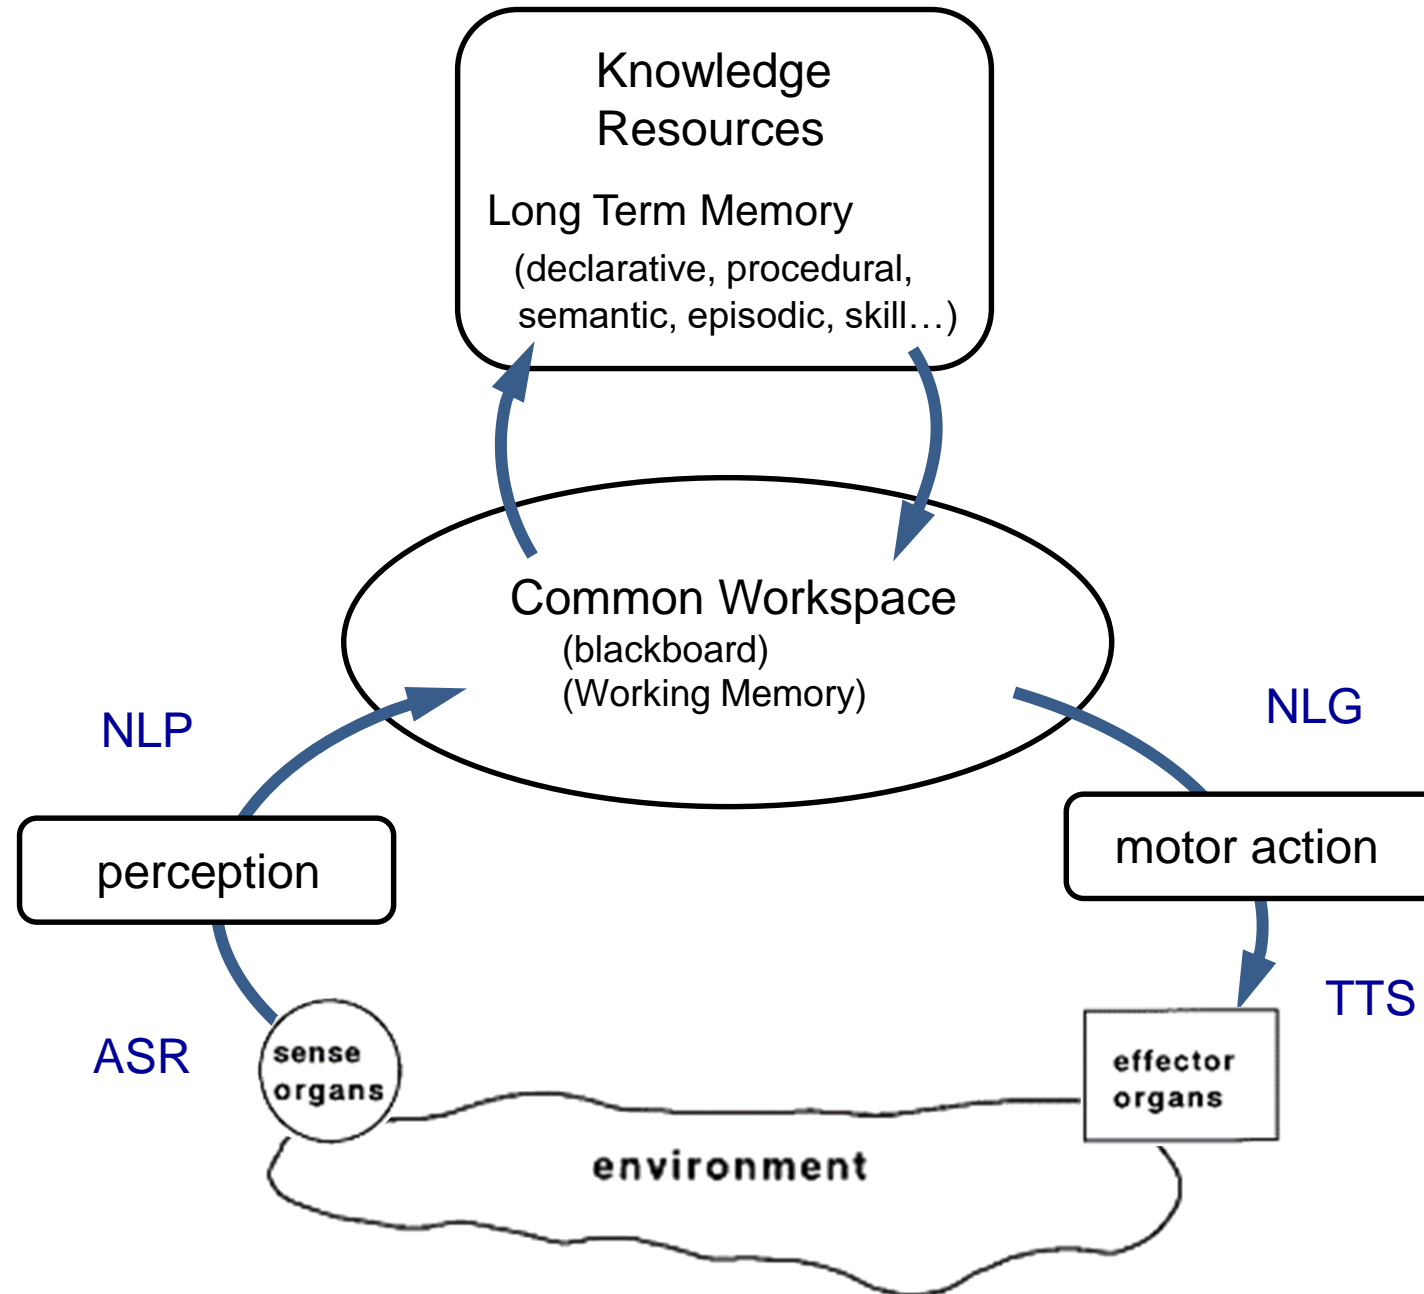 Knowledge
Resources
Long Term Memory
(declarative, procedural,
semantic, episodic, skill…)
Common Workspace
(blackboard)
(Working Memory)
NLP
NLG
perception
motor action
ASR
TTS
sense
organs
effector
organs
environment